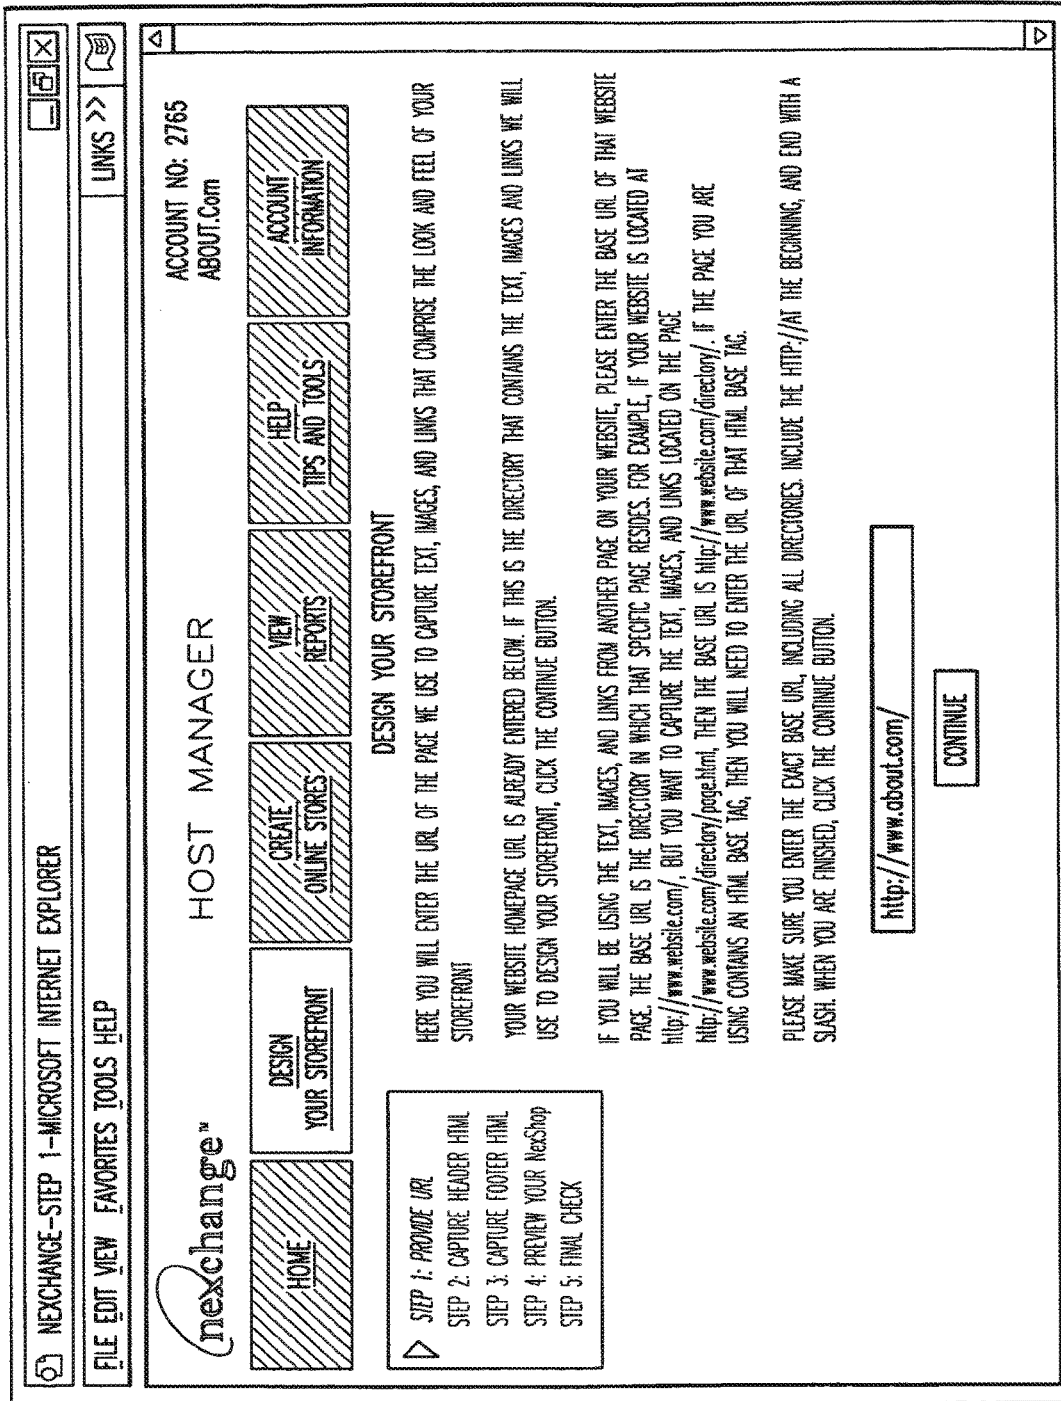 NEXCHANGE-STEP 1-MICROSOFT INTERNET EXPLORER
FILE EDIT VIEW FAVORITES TOOLS HELP
LINKS >>
nexchange™
HOST MANAGER
ACCOUNT NO: 2765
ABOUT.Com
HOME
DESIGN
YOUR STOREFRONT
CREATE
ONLINE STORES
VIEW
REPORTS
HELP
TIPS AND TOOLS
ACCOUNT
INFORMATION
STEP 1: PROVIDE URL
STEP 2: CAPTURE HEADER HTML
STEP 3: CAPTURE FOOTER HTML
STEP 4: PREVIEW YOUR NexShop
STEP 5: FINAL CHECK
DESIGN YOUR STOREFRONT
HERE YOU WILL ENTER THE URL OF THE PAGE WE USE TO CAPTURE TEXT, IMAGES, AND LINKS THAT COMPRISE THE LOOK AND FEEL OF YOUR
STOREFRONT
YOUR WEBSITE HOMEPAGE URL IS ALREADY ENTERED BELOW. IF THIS IS THE DIRECTORY THAT CONTAINS THE TEXT, IMAGES AND LINKS WE WILL
USE TO DESIGN YOUR STOREFRONT, CLICK THE CONTINUE BUTTON.
IF YOU WILL BE USING THE TEXT, IMAGES, AND LINKS FROM ANOTHER PAGE ON YOUR WEBSITE, PLEASE ENTER THE BASE URL OF THAT WEBSITE
PAGE. THE BASE URL IS THE DIRECTORY IN WHICH THAT SPECIFIC PAGE RESIDES. FOR EXAMPLE, IF YOUR WEBSITE IS LOCATED AT
http://www.website.com/, BUT YOU WANT TO CAPTURE THE TEXT, IMAGES, AND LINKS LOCATED ON THE PAGE
http://www.website.com/directory/page.html, THEN THE BASE URL IS http://www.website.com/directory/. IF THE PAGE YOU ARE
USING CONTAINS AN HTML BASE TAG, THEN YOU WILL NEED TO ENTER THE URL OF THAT HTML BASE TAG.
PLEASE MAKE SURE YOU ENTER THE EXACT BASE URL, INCLUDING ALL DIRECTORIES. INCLUDE THE HTTP://AT THE BEGINNING, AND END WITH A
SLASH. WHEN YOU ARE FINISHED, CLICK THE CONTINUE BUTTON.
http://www.about.com/
CONTINUE